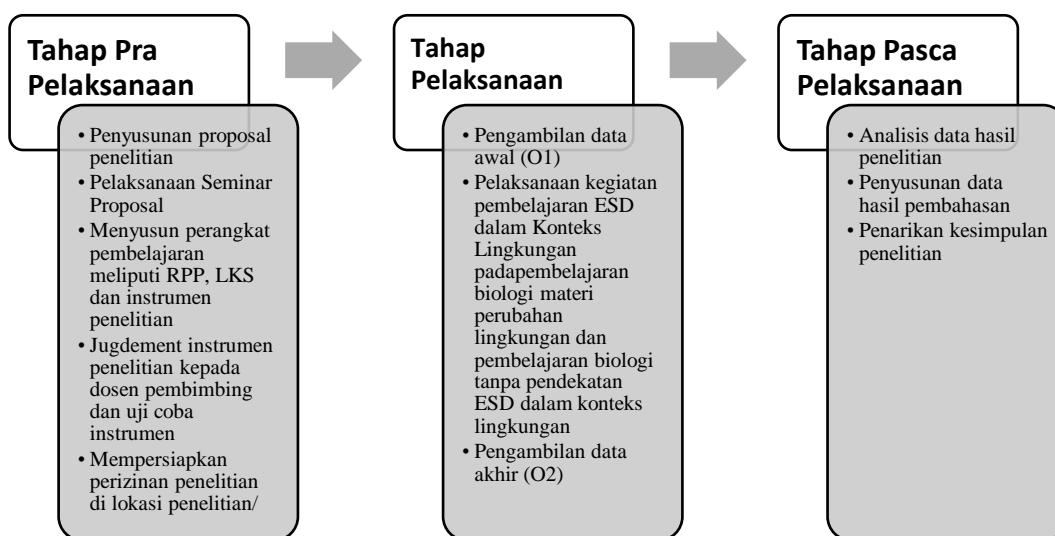 Tahap Pra
Pelaksanaan
• Penyusunan proposal
penelitian
• Pelaksanaan Seminar
Proposal
• Menyusun perangkat
pembelajaran
meliputi RPP, LKS
dan instrumen
penelitian
• Jugdement instrumen
penelitian kepada
dosen pembimbing
dan uji coba
instrumen
• Mempersiapkan
perizinan penelitian
di lokasi penelitian/
Tahap
Pelaksanaan
• Pengambilan data
awal (O1)
• Pelaksanaan kegiatan
pembelajaran ESD
dalam Konteks
Lingkungan
padapembelajaran
biologi materi
perubahan
lingkungan dan
pembelajaran biologi
tanpa pendekatan
ESD dalam konteks
lingkungan
• Pengambilan data
akhir (O2)
Tahap Pasca
Pelaksanaan
• Analisis data hasil
penelitian
• Penyusunan data
hasil pembahasan
• Penarikan kesimpulan
penelitian